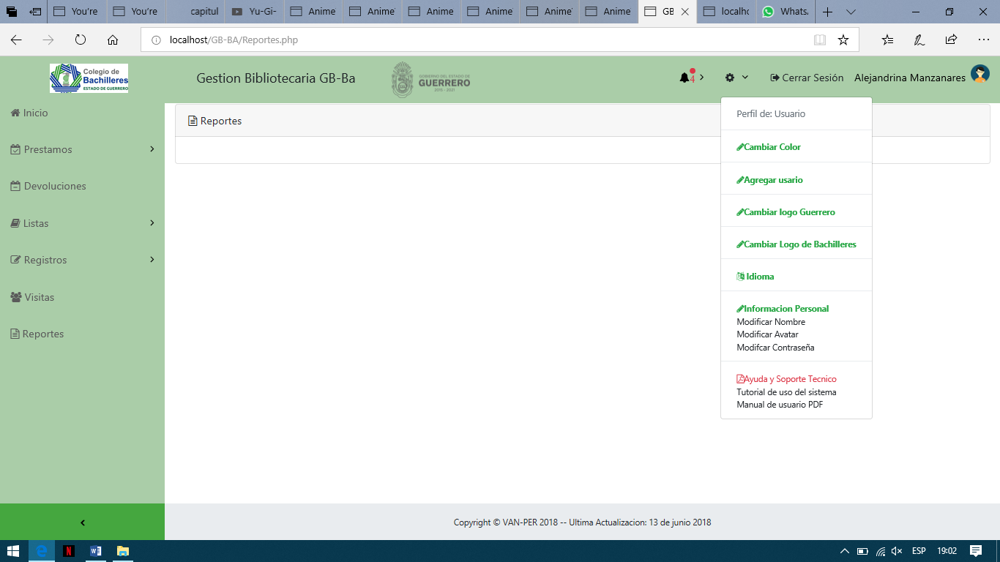 You're
You're
capitul
Yu-Gi-
Anime
Anime
Anime
Anime
Anime
Anime
GB
localho
WhatsA
localhost/GB-BA/Reportes.php
Colegio de
Bachilleres
ESTADO DE GUERRERO
Gestion Bibliotecaria GB-Ba
GOBIERNO DEL ESTADO DE
GUERRERO
2015 - 2021
4
Cerrar Sesión
Alejandrina Manzanares
Inicio
Prestamos
Devoluciones
Listas
Registros
Visitas
Reportes
Reportes
Perfil de: Usuario
Cambiar Color
Agregar usario
Cambiar logo Guerrero
Cambiar Logo de Bachilleres
Idioma
Informacion Personal
Modificar Nombre
Modificar Avatar
Modifcar Contraseña
Ayuda y Soporte Tecnico
Tutorial de uso del sistema
Manual de usuario PDF
Copyright © VAN-PER 2018 -- Ultima Actualizacion: 13 de junio 2018
ESP
19:02